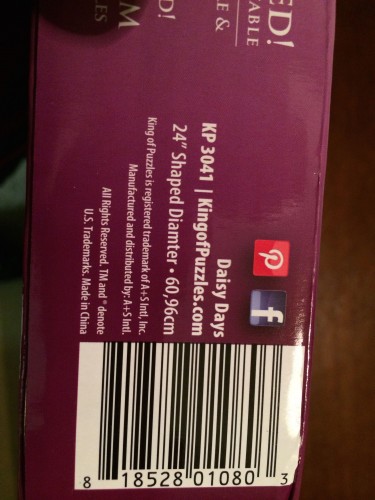 ED!
TABLE
E &
D!
M
LES
Daisy Days
KP 3041 | KingofPuzzles.com
24" Shaped Diamter • 60,96cm
King of Puzzles is registered trademark of A+S Intl, Inc.
Manufactured and distributed by: A+S Intl.
All Rights Reserved. TM and ® denote
U.S. Trademarks. Made in China
8 18528 01080 3